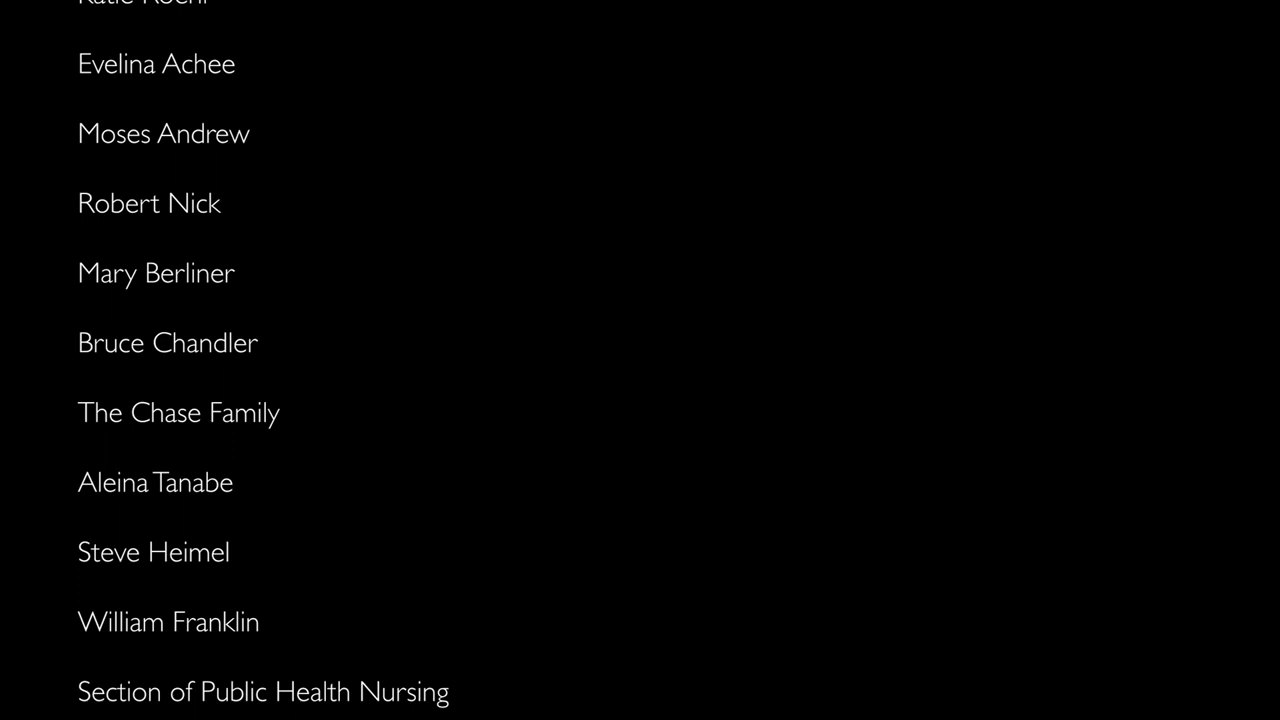 Evelina Achee
Moses Andrew
Robert Nick
Mary Berliner
Bruce Chandler
The Chase Family
Aleina Tanabe
Steve Heimel
William Franklin
Section of Public Health Nursing